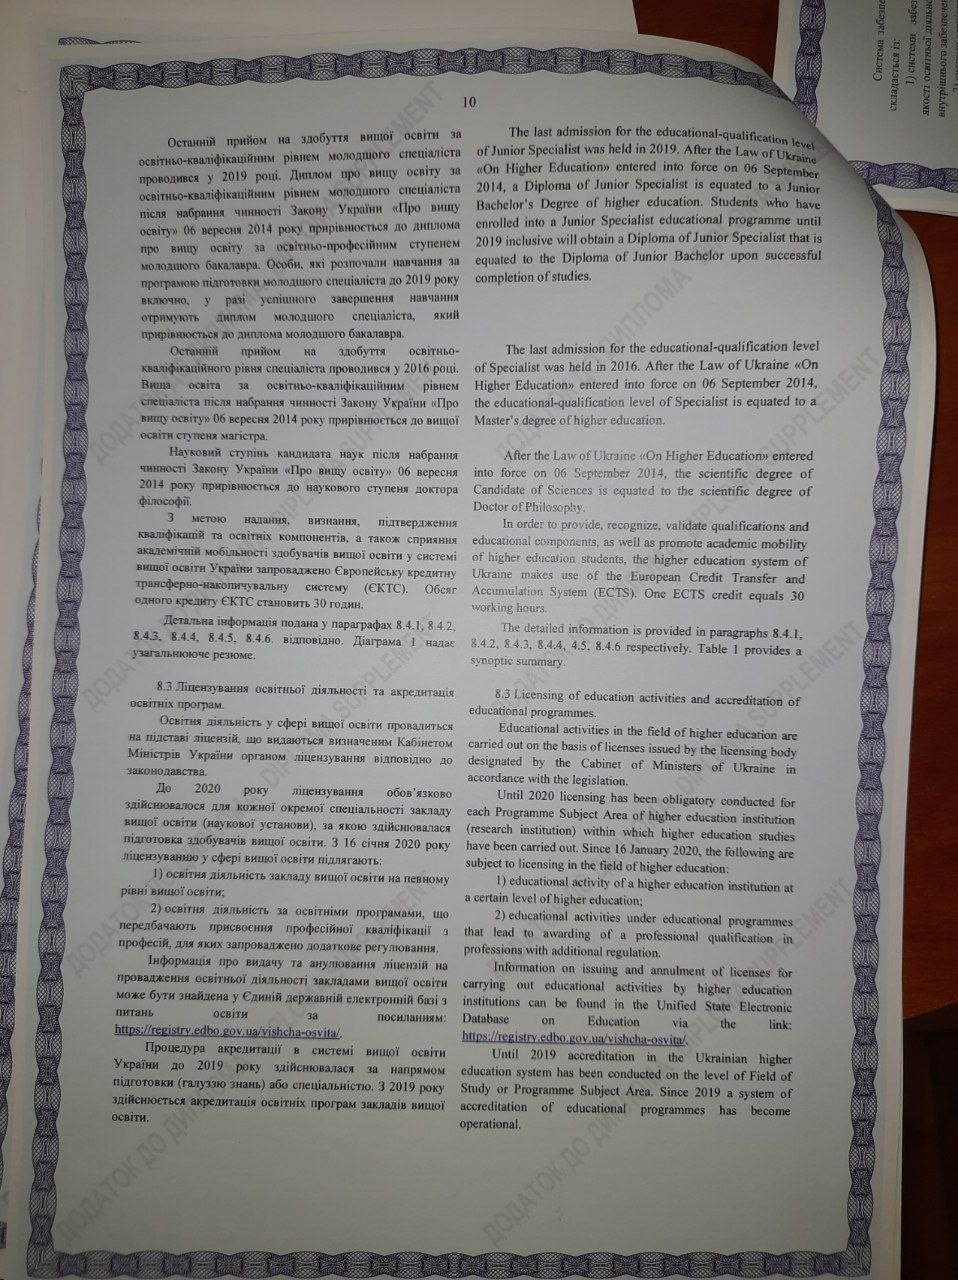 10
Останній прийом на здобуття вищої освіти за
освітньо-кваліфікаційним рівнем молодшого спеціаліста
проводився у 2019 році. Диплом про вищу освіту за
освітньо-кваліфікаційним рівнем молодшого спеціаліста
після набрання чинності Закону України «Про вищу
освіту» 06 вересня 2014 року прирівнюється до диплома
про вищу освіту за освітньо-професійним ступенем
молодшого бакалавра. Особи, які розпочали навчання за
програмою підготовки молодшого спеціаліста до 2019 року
включно, у разі успішного завершення навчання
отримують диплом молодшого спеціаліста, який
прирівнюється до диплома молодшого бакалавра.
Останній прийом на здобуття освітньо-
кваліфікаційного рівня спеціаліста проводився у 2016 році.
Вища освіта за освітньо-кваліфікаційним рівнем
спеціаліста після набрання чинності Закону України «Про
вищу освіту» 06 вересня 2014 року прирівнюється до вищої
освіти ступеня магістра.
Науковий ступінь кандидата наук після набрання
чинності Закону України «Про вищу освіту» 06 вересня
2014 року прирівнюється до наукового ступеня доктора
філософії.
З метою надання, визнання, підтвердження
кваліфікацій та освітніх компонентів, а також сприяння
академічній мобільності здобувачів вищої освіти у системі
вищої освіти України запроваджено Європейську кредитну
трансферно-накопичувальну систему (ЄКТС). Обсяг
одного кредиту ЄКТС становить 30 годин.
Детальна інформація подана у параграфах 8.4.1, 8.4.2,
8.4.3, 8.4.4, 8.4.5, 8.4.6. відповідно. Діаграма 1 надає
узагальнююче резюме.
8.3 Ліцензування освітньої діяльності та акредитація
освітніх програм.
Освітня діяльність у сфері вищої освіти провадиться
на підставі ліцензій, що видаються визначеним Кабінетом
Міністрів України органом ліцензування відповідно до
законодавства.
До 2020 року ліцензування обов’язково
здійснювалося для кожної окремої спеціальності закладу
вищої освіти (наукової установи), за якою здійснювалася
підготовка здобувачів вищої освіти. З 16 січня 2020 року
ліцензуванню у сфері вищої освіти підлягають:
1) освітня діяльність закладу вищої освіти на певному
рівні вищої освіти;
2) освітня діяльність за освітніми програмами, що
передбачають присвоєння професійної кваліфікації з
професій, для яких запроваджено додаткове регулювання.
Інформація про видачу та анулювання ліцензій на
провадження освітньої діяльності закладами вищої освіти
може бути знайдена у Єдиній державній електронній базі з
питань освіти за посиланням:
https://registry.edbo.gov.ua/vishcha-osvita/.
Процедура акредитації в системі вищої освіти
України до 2019 року здійснювалася за напрямом
підготовки (галуззю знань) або спеціальністю. З 2019 року
здійснюється акредитація освітніх програм закладів вищої
освіти.
The last admission for the educational-qualification level
of Junior Specialist was held in 2019. After the Law of Ukraine
«On Higher Education» entered into force on 06 September
2014, a Diploma of Junior Specialist is equated to a Junior
Bachelor's Degree of higher education. Students who have
enrolled into a Junior Specialist educational programme until
2019 inclusive will obtain a Diploma of Junior Specialist that is
equated to the Diploma of Junior Bachelor upon successful
completion of studies.
The last admission for the educational-qualification level
of Specialist was held in 2016. After the Law of Ukraine «On
Higher Education» entered into force on 06 September 2014,
the educational-qualification level of Specialist is equated to a
Master’s degree of higher education.
After the Law of Ukraine «On Higher Education» entered
into force on 06 September 2014, the scientific degree of
Candidate of Sciences is equated to the scientific degree of
Doctor of Philosophy.
In order to provide, recognize, validate qualifications and
educational components, as well as promote academic mobility
of higher education students, the higher education system of
Ukraine makes use of the European Credit Transfer and
Accumulation System (ECTS). One ECTS credit equals 30
working hours.
The detailed information is provided in paragraphs 8.4.1,
8.4.2, 8.4.3, 8.4.4, 4.5, 8.4.6 respectively. Table 1 provides a
synoptic summary.
8.3 Licensing of education activities and accreditation of
educational programmes.
Educational activities in the field of higher education are
carried out on the basis of licenses issued by the licensing body
designated by the Cabinet of Ministers of Ukraine in
accordance with the legislation.
Until 2020 licensing has been obligatory conducted for
each Programme Subject Area of higher education institution
(research institution) within which higher education studies
have been carried out. Since 16 January 2020, the following are
subject to licensing in the field of higher education:
1) educational activity of a higher education institution at
a certain level of higher education;
2) educational activities under educational programmes
that lead to awarding of a professional qualification in
professions with additional regulation.
Information on issuing and annulment of licenses for
carrying out educational activities by higher education
institutions can be found in the Unified State Electronic
Database on Education via the link:
https://registry.edbo.gov.ua/vishcha-osvita/.
Until 2019 accreditation in the Ukrainian higher
education system has been conducted on the level of Field of
Study or Programme Subject Area. Since 2019 a system of
accreditation of educational programmes has become
operational.
Система забезпе
складається із:
1) системи забез
якості освітньої діяльно
внутрішнього забезпечен